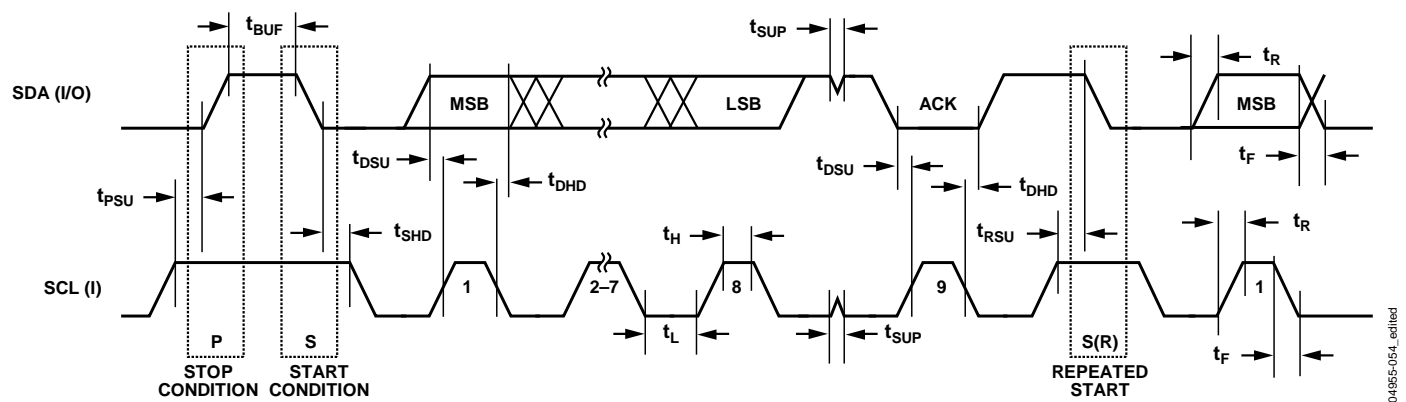 tBUF
tSUP
tR
SDA (I/O)
MSB
LSB
ACK
MSB
tDSU
tDHD
tDSU
tDHD
tF
tPSU
tSHD
tH
tRSU
tR
SCL (I)
1
2–7
8
9
1
tL
tSUP
tF
P
S
S(R)
STOP
CONDITION
START
CONDITION
REPEATED
START
04955-054_edited